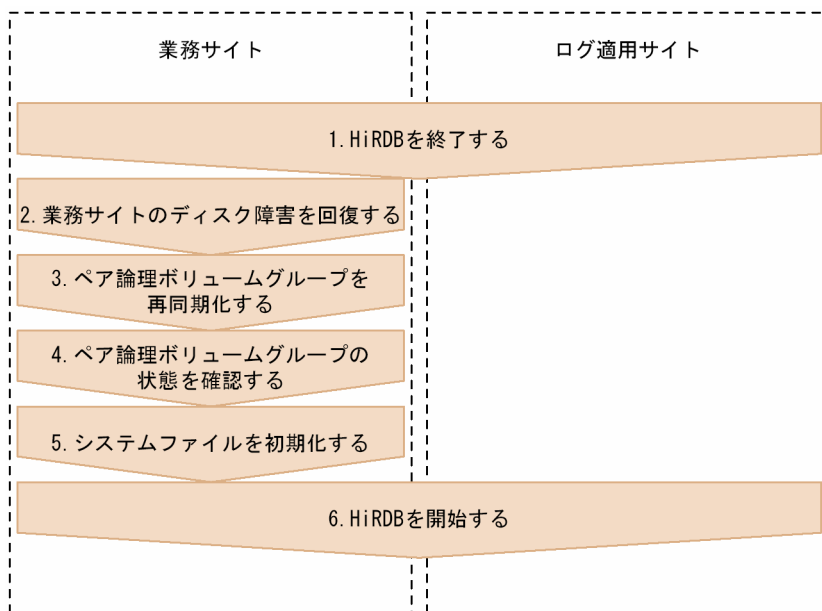 業務サイト
ログ適用サイト
1.HiRDBを終了する
2.業務サイトのディスク障害を回復する
3.ペア論理ボリュームグループを
再同期化する
4.ペア論理ボリュームグループの
状態を確認する
5.システムファイルを初期化する
6.HiRDBを開始する